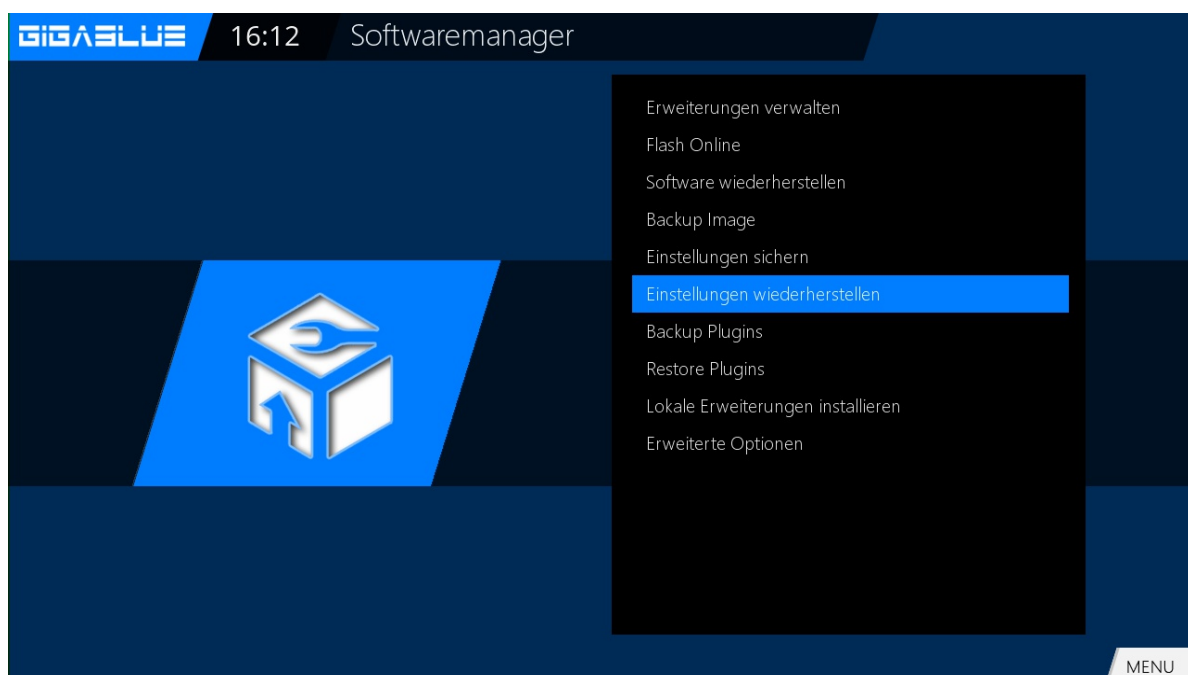 GIGABLUE 16:12 Softwaremanager
Erweiterungen verwalten
Flash Online
Software wiederherstellen
Backup Image
Einstellungen sichern
Einstellungen wiederherstellen
Backup Plugins
Restore Plugins
Lokale Erweiterungen installieren
Erweiterte Optionen
MENU